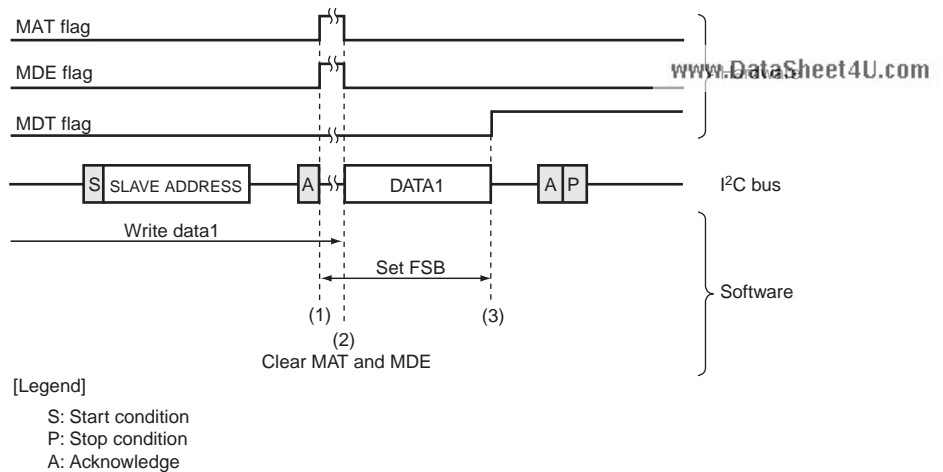 MAT flag
MDE flag
www.DataSheet4U.com
MDT flag
S SLAVE ADDRESS A DATA1 A P I²C bus
Write data1
Set FSB
Software
(1) (3)
(2)
Clear MAT and MDE
[Legend]
S: Start condition
P: Stop condition
A: Acknowledge